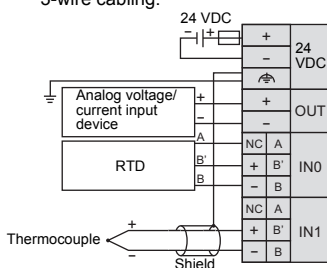 3-wire cabling:
24 VDC
− +
+
− 24 VDC
Analog voltage/
current input
device
+ +
− − OUT
RTD
A NC A
B' + B' IN0
B − B
NC A
Thermocouple + + B' IN1
− − B
Shield